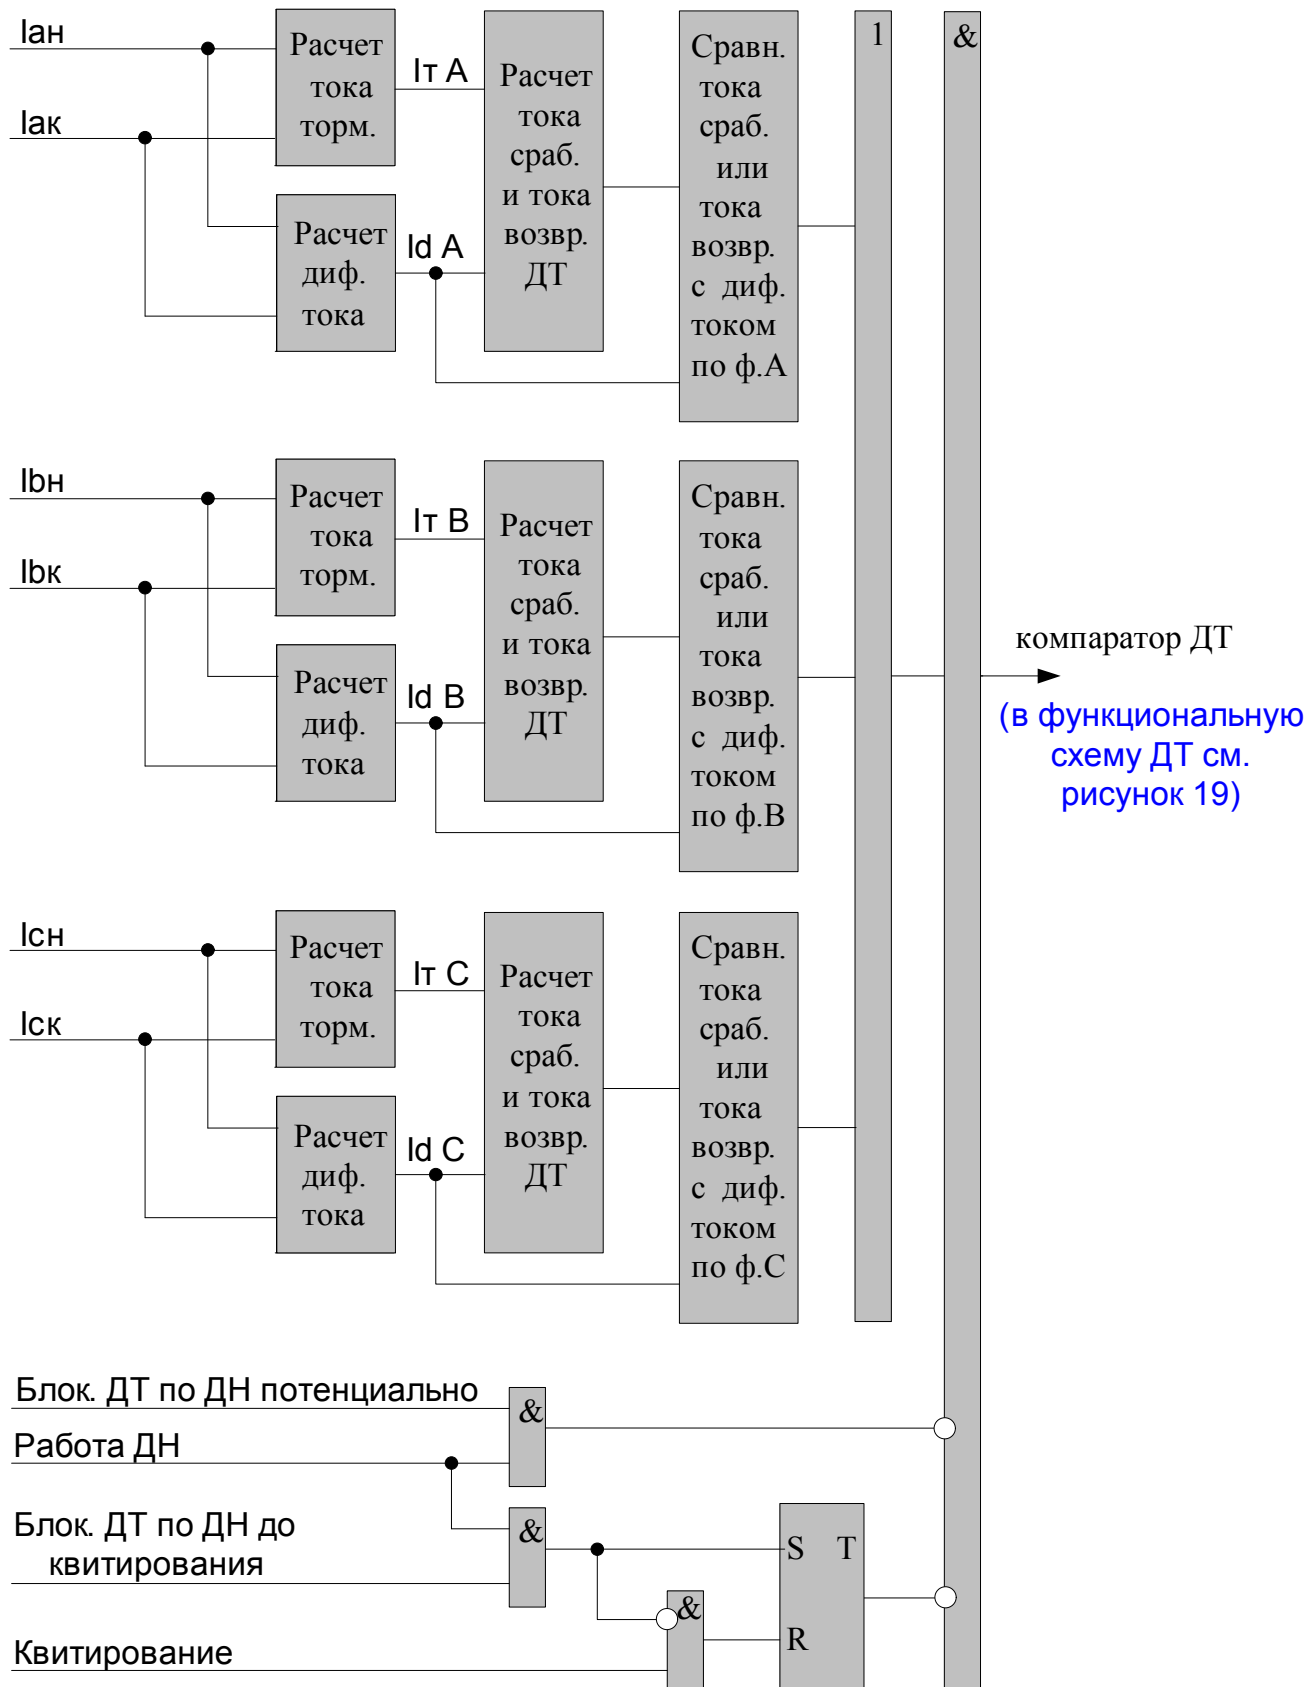 Iан
Iак
Расчет
тока
торм.
Iт А
Расчет
диф.
тока
Id A
Расчет
тока
сраб.
и тока
возвр.
ДТ
Сравн.
тока
сраб.
или
тока
возвр.
с диф.
током
по ф.А
1
&
Ibн
Ibк
Расчет
тока
торм.
Iт В
Расчет
диф.
тока
Id B
Расчет
тока
сраб.
и тока
возвр.
ДТ
Сравн.
тока
сраб.
или
тока
возвр.
с диф.
током
по ф.В
компаратор ДТ
(в функциональную
схему ДТ см.
рисунок 19)
Iсн
Iск
Расчет
тока
торм.
Iт С
Расчет
диф.
тока
Id C
Расчет
тока
сраб.
и тока
возвр.
ДТ
Сравн.
тока
сраб.
или
тока
возвр.
с диф.
током
по ф.С
Блок. ДТ по ДН потенциально
&
Работа ДН
Блок. ДТ по ДН до
квитирования
&
S T
&
R
Квитирование